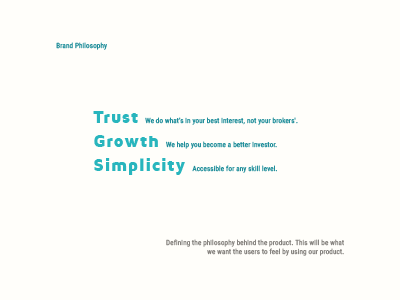 Brand Philosophy
Trust We do what's in your best interest, not your brokers'.
Growth We help you become a better investor.
Simplicity Accessible for any skill level.
Defining the philosophy behind the product. This will be what
we want the users to feel by using our product.